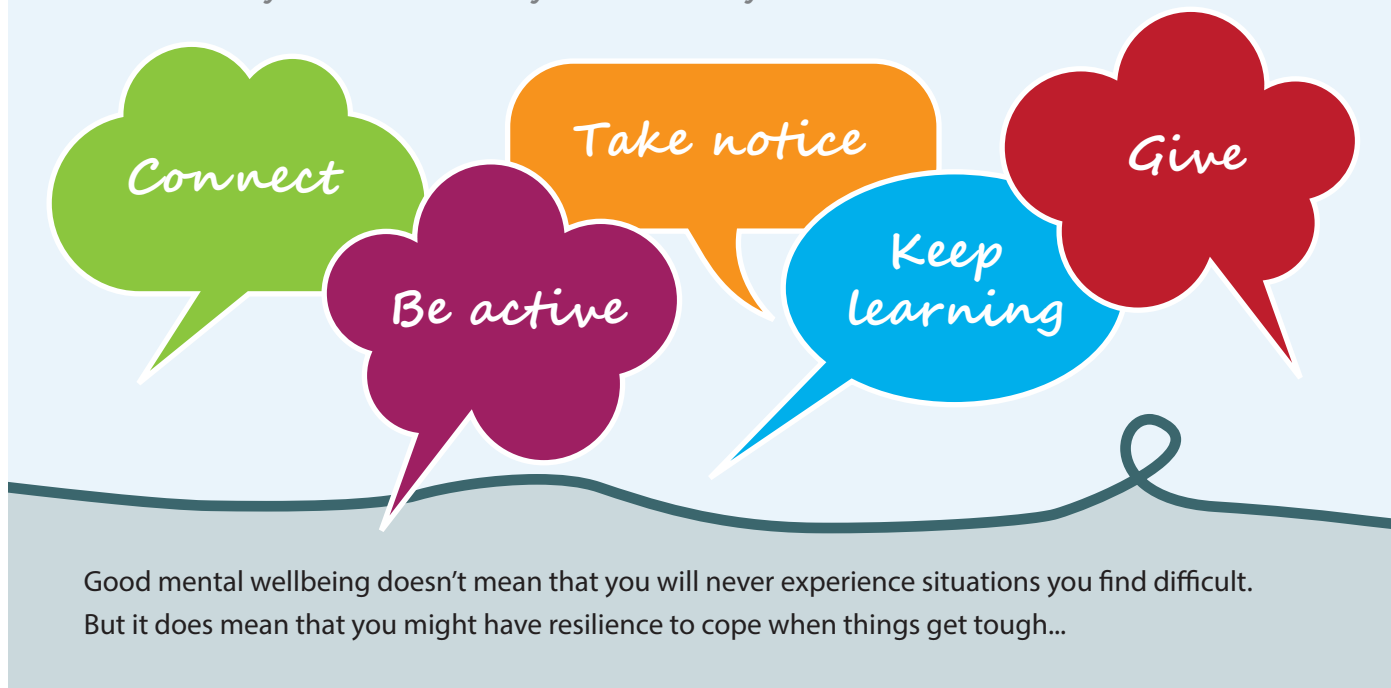 Connect
Take notice
Give
Be active
Keep
learning
Good mental wellbeing doesn’t mean that you will never experience situations you find difficult.
But it does mean that you might have resilience to cope when things get tough...